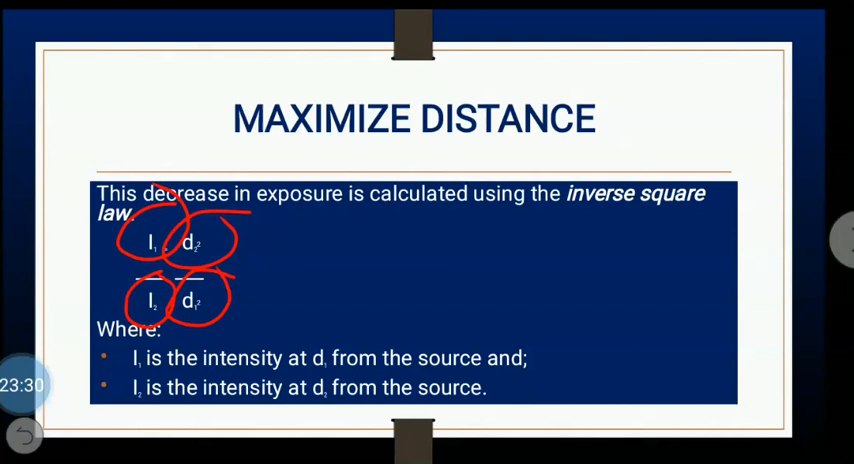 MAXIMIZE DISTANCE
This decrease in exposure is calculated using the inverse square
law.
I₁ d₂²
I₂ d₁²
Where:
• I₁ is the intensity at d₁ from the source and;
• I₂ is the intensity at d₂ from the source.
23:30